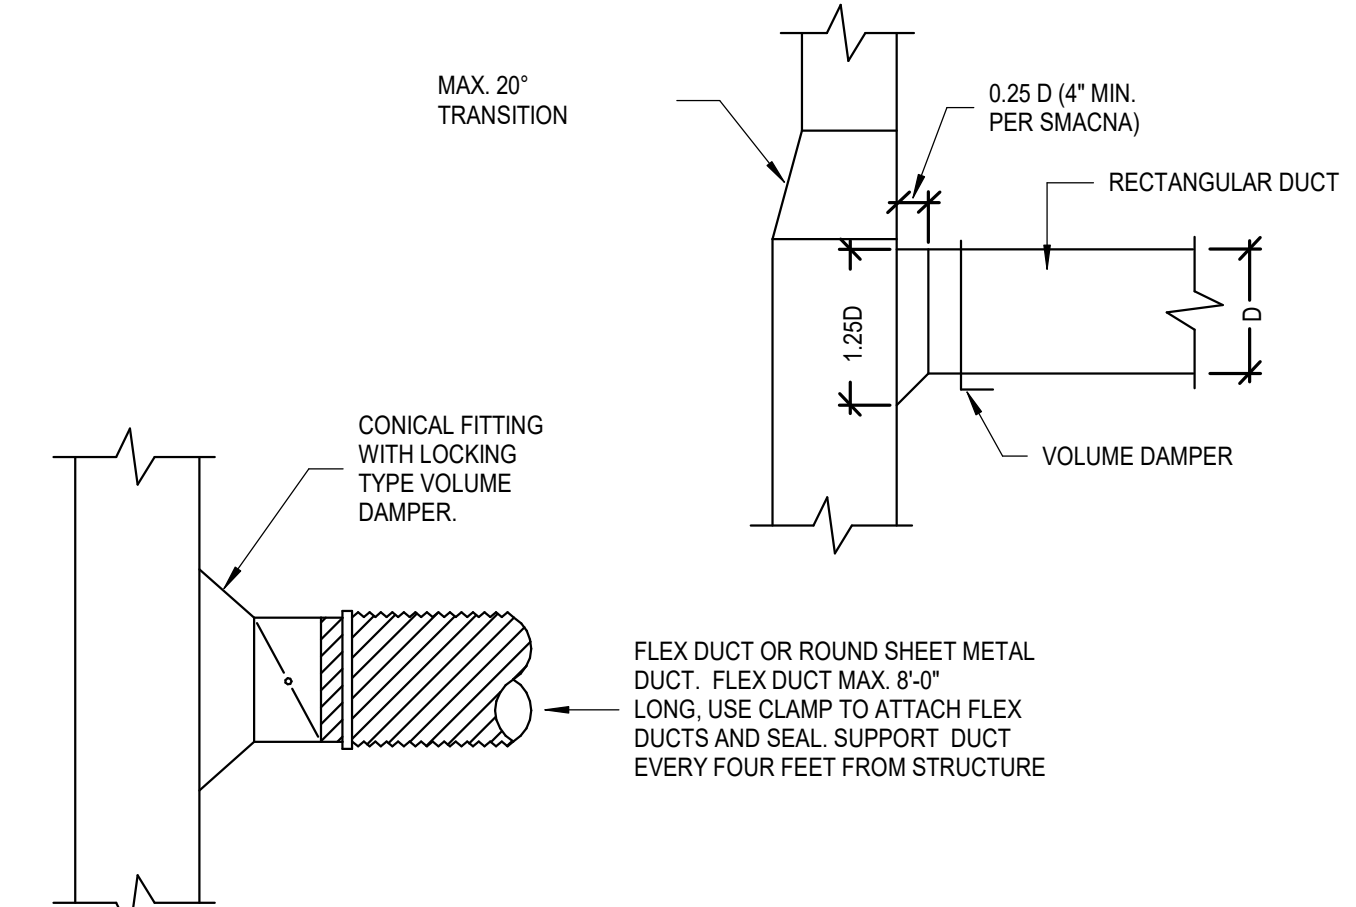 MAX. 20°
TRANSITION
0.25 D (4" MIN.
PER SMACNA)
RECTANGULAR DUCT
1.25D
D
VOLUME DAMPER
CONICAL FITTING
WITH LOCKING
TYPE VOLUME
DAMPER.
FLEX DUCT OR ROUND SHEET METAL
DUCT. FLEX DUCT MAX. 8'-0"
LONG, USE CLAMP TO ATTACH FLEX
DUCTS AND SEAL. SUPPORT DUCT
EVERY FOUR FEET FROM STRUCTURE